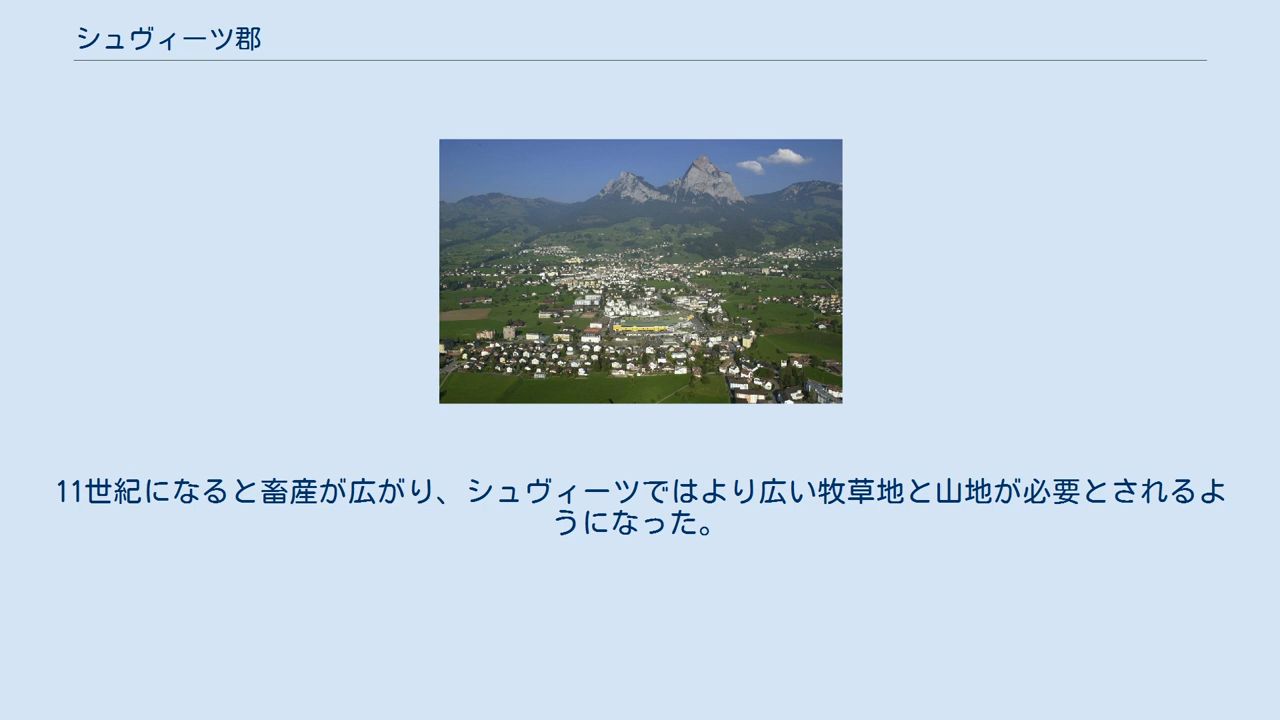 シュヴィーツ郡
11世紀になると畜産が広がり、シュヴィーツではより広い牧草地と山地が必要とされるよ
うになった。